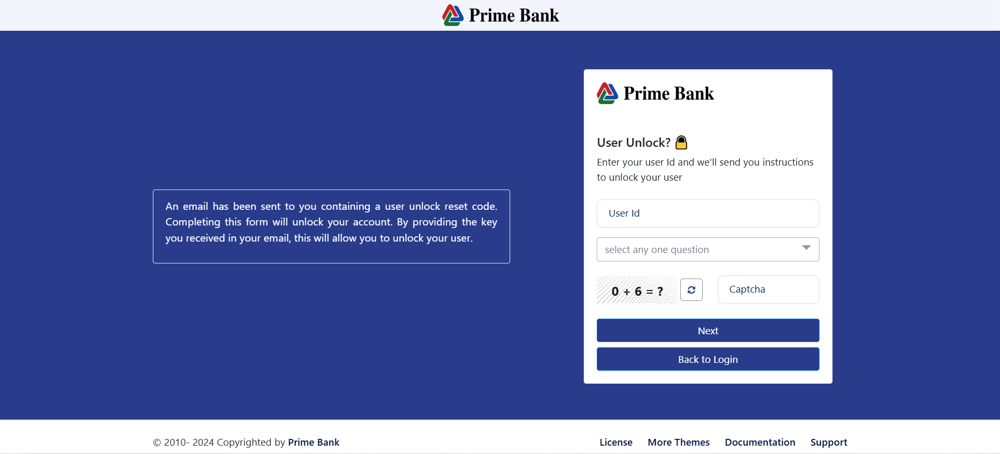 Prime Bank
An email has been sent to you containing a user unlock reset code.
Completing this form will unlock your account. By providing the key
you received in your email, this will allow you to unlock your user.
Prime Bank
User Unlock?
Enter your user Id and we'll send you instructions
to unlock your user
User Id
select any one question
0 + 6 = ?
Captcha
Next
Back to Login
© 2010- 2024 Copyrighted by Prime Bank
License More Themes Documentation Support